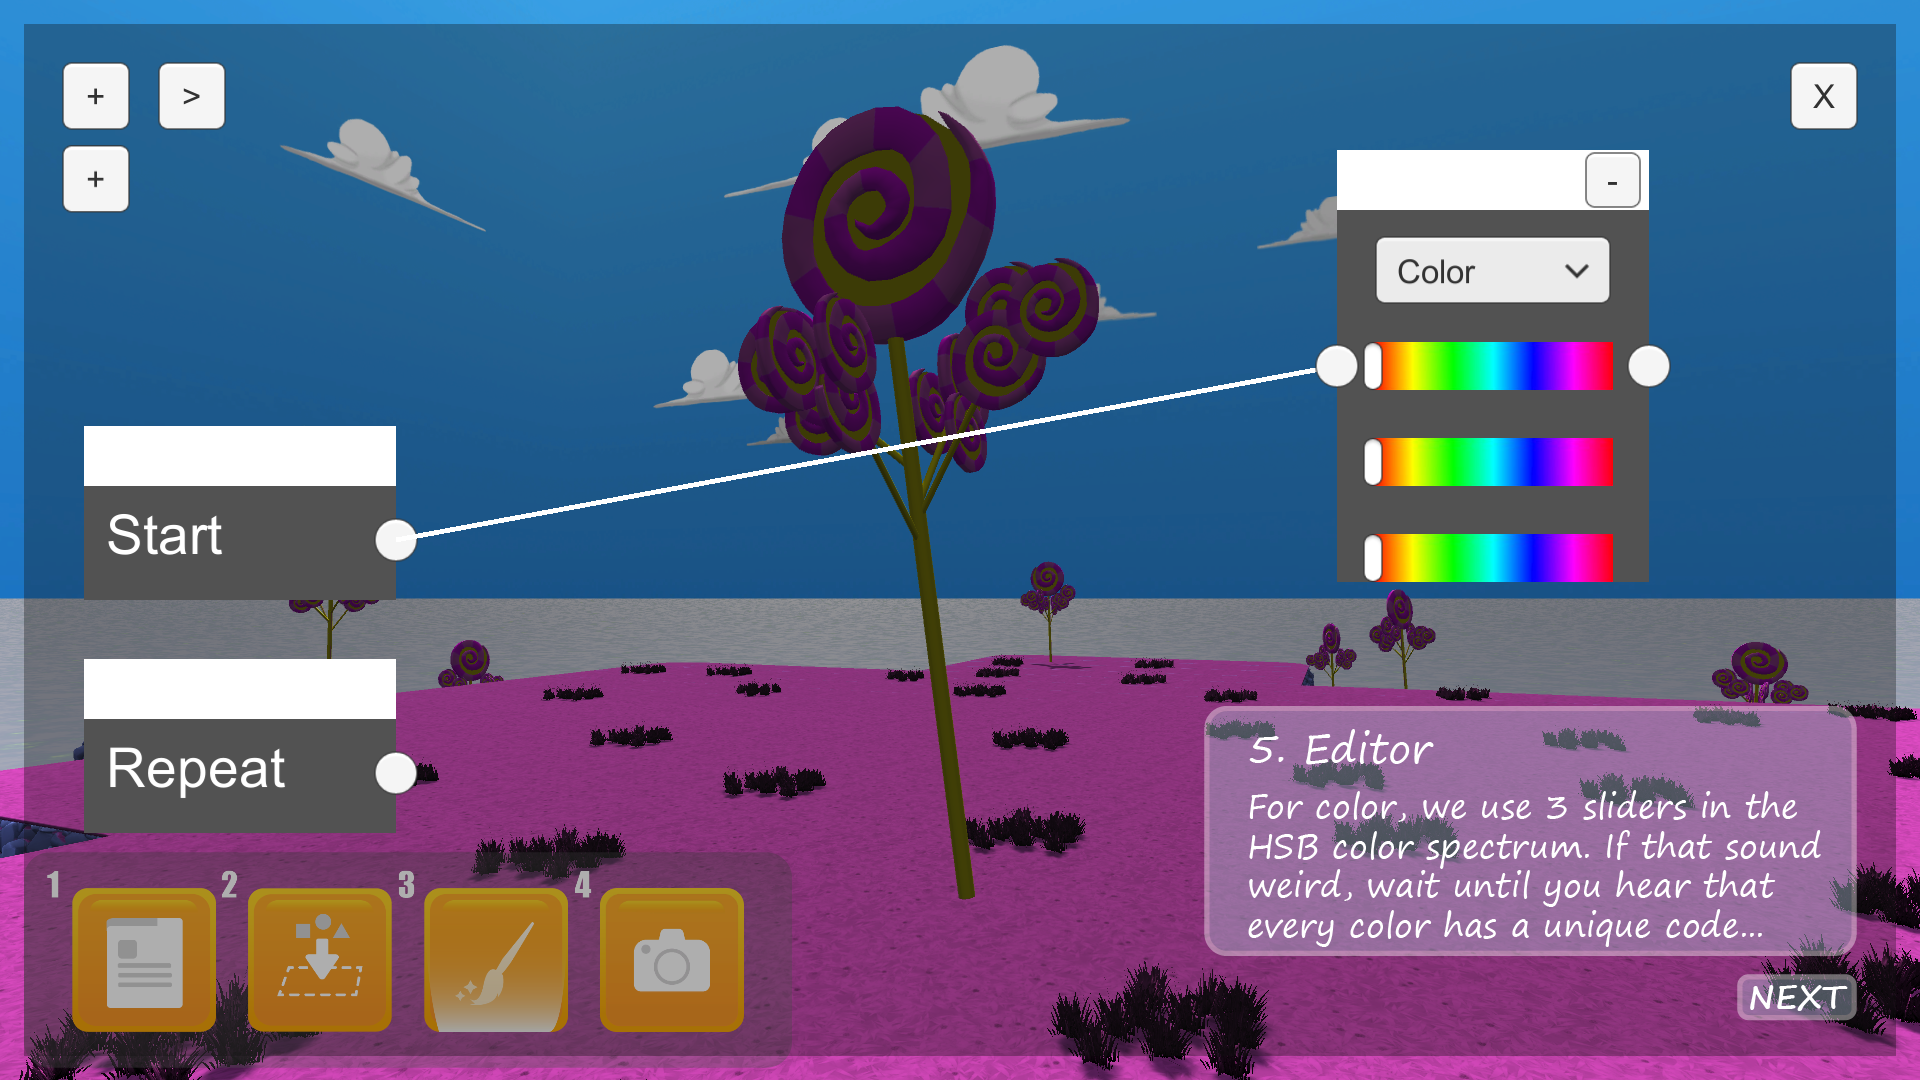 + > X
+
-
Color
Start
Repeat
5. Editor
For color, we use 3 sliders in the
HSB color spectrum. If that sound
weird, wait until you hear that
every color has a unique code...
1 2 3 4
NEXT